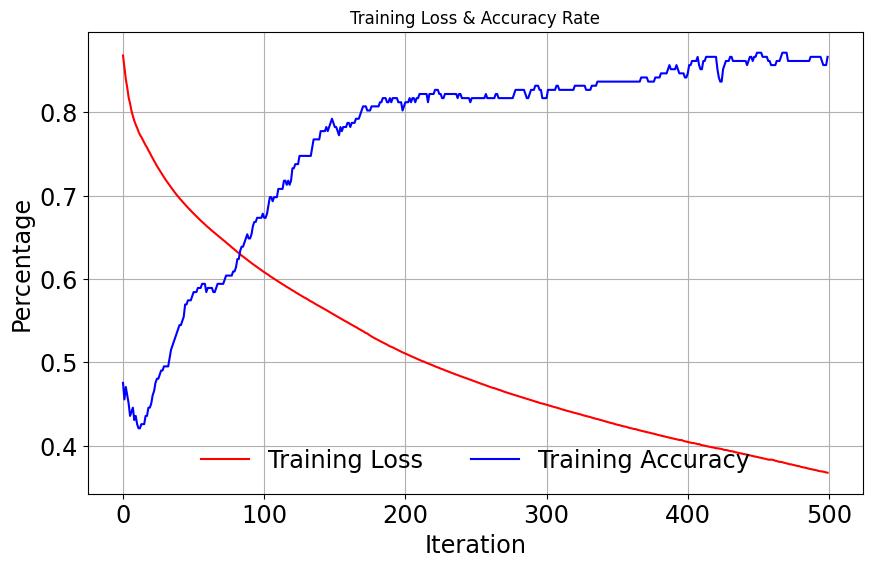 Training Loss & Accuracy Rate
Percentage
0.8
0.7
0.6
0.5
0.4
Training Loss Training Accuracy
0 100 200 300 400 500
Iteration